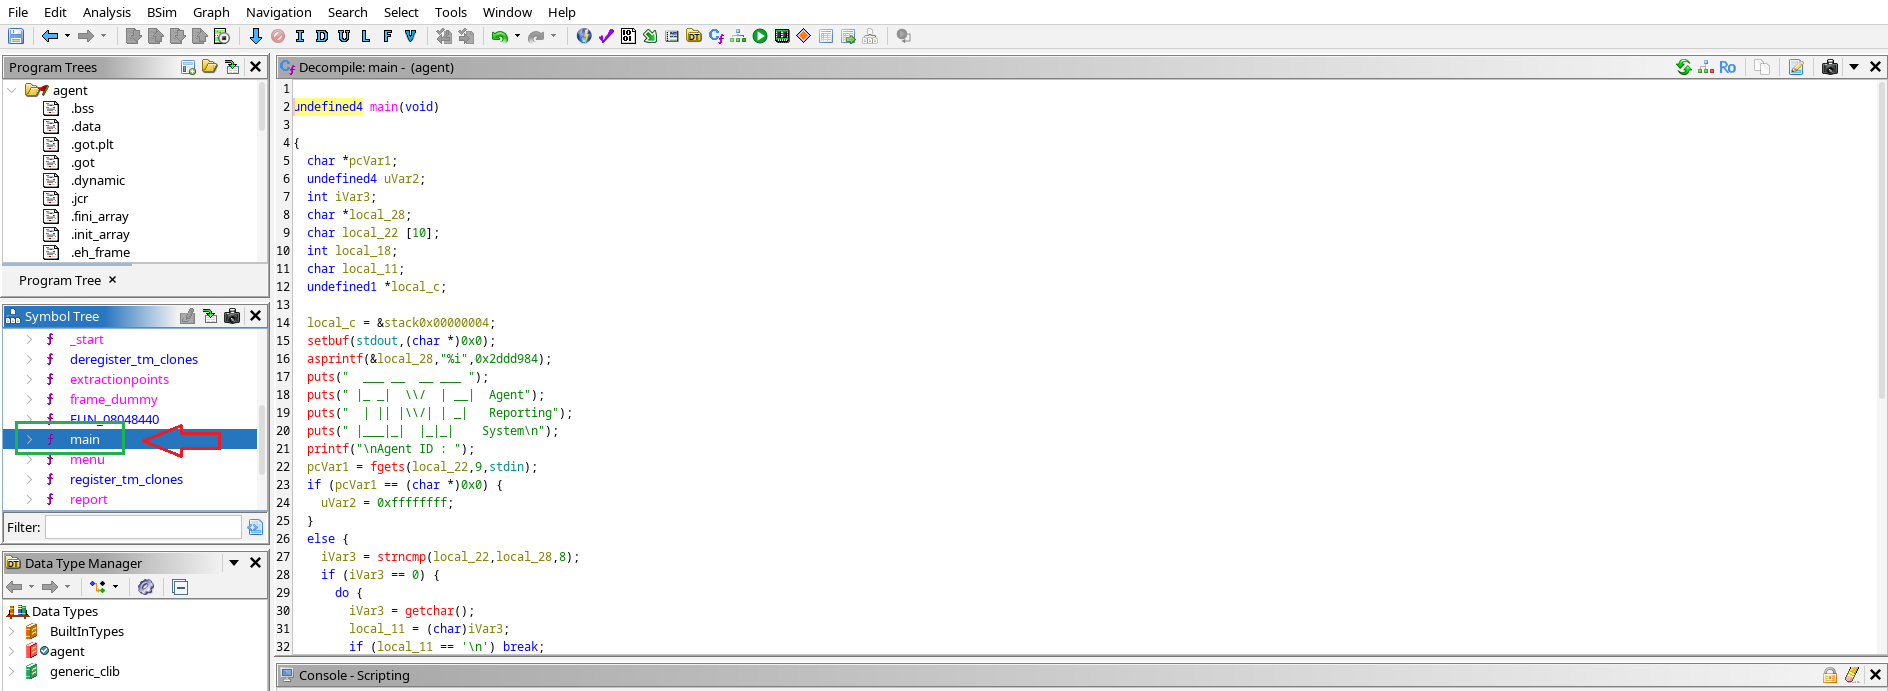 File Edit Analysis BSim Graph Navigation Search Select Tools Window Help
I D U L F V
Program Trees
agent
.bss
.data
.got.plt
.got
.dynamic
.jcr
.fini_array
.init_array
.eh_frame
Program Tree ×
Symbol Tree
f _start
f deregister_tm_clones
f extractionpoints
f frame_dummy
f FUN_08048440
f main
f menu
f register_tm_clones
f report
Filter:
Data Type Manager
Data Types
BuiltInTypes
agent
generic_clib
Decompile: main - (agent)
Ro
1
2 undefined4 main(void)
3
4 {
5 char *pcVar1;
6 undefined4 uVar2;
7 int iVar3;
8 char *local_28;
9 char local_22 [10];
10 int local_18;
11 char local_11;
12 undefined1 *local_c;
13
14 local_c = &stack0x00000004;
15 setbuf(stdout,(char *)0x0);
16 asprintf(&local_28,"%i",0x2ddd984);
17 puts("  ___ __  __ ___ ");
18 puts(" |_ _|  \\/  | __|  Agent");
19 puts("  | || |\\/| | _|   Reporting");
20 puts(" |___|_|  |_|_|    System\n");
21 printf("\nAgent ID : ");
22 pcVar1 = fgets(local_22,9,stdin);
23 if (pcVar1 == (char *)0x0) {
24 uVar2 = 0xffffffff;
25 }
26 else {
27 iVar3 = strncmp(local_22,local_28,8);
28 if (iVar3 == 0) {
29 do {
30 iVar3 = getchar();
31 local_11 = (char)iVar3;
32 if (local_11 == '\n') break;
Console - Scripting